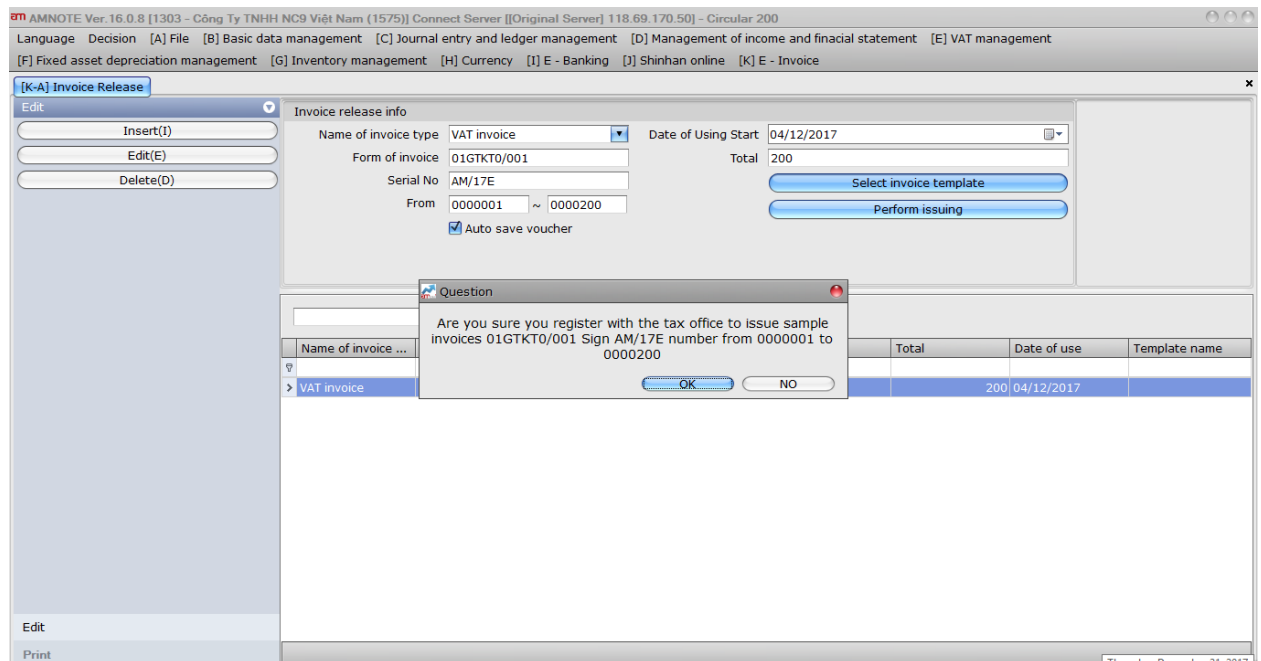 am AMNOTE Ver.16.0.8 [1303 - Công Ty TNHH NC9 Việt Nam (1575)] Connect Server [[Original Server] 118.69.170.50] - Circular 200
Language Decision [A] File [B] Basic data management [C] Journal entry and ledger management [D] Management of income and finacial statement [E] VAT management
[F] Fixed asset depreciation management [G] Inventory management [H] Currency [I] E - Banking [J] Shinhan online [K] E - Invoice
[K-A] Invoice Release
Edit
Insert(I)
Edit(E)
Delete(D)
Invoice release info
Name of invoice type VAT invoice Date of Using Start 04/12/2017
Form of invoice 01GTKT0/001 Total 200
Serial No AM/17E Select invoice template
From 0000001 ~ 0000200 Perform issuing
Auto save voucher
Question
Are you sure you register with the tax office to issue sample
invoices 01GTKT0/001 Sign AM/17E number from 0000001 to
0000200
OK NO
Name of invoice ... Total Date of use Template name
VAT invoice 200 04/12/2017
Edit
Print